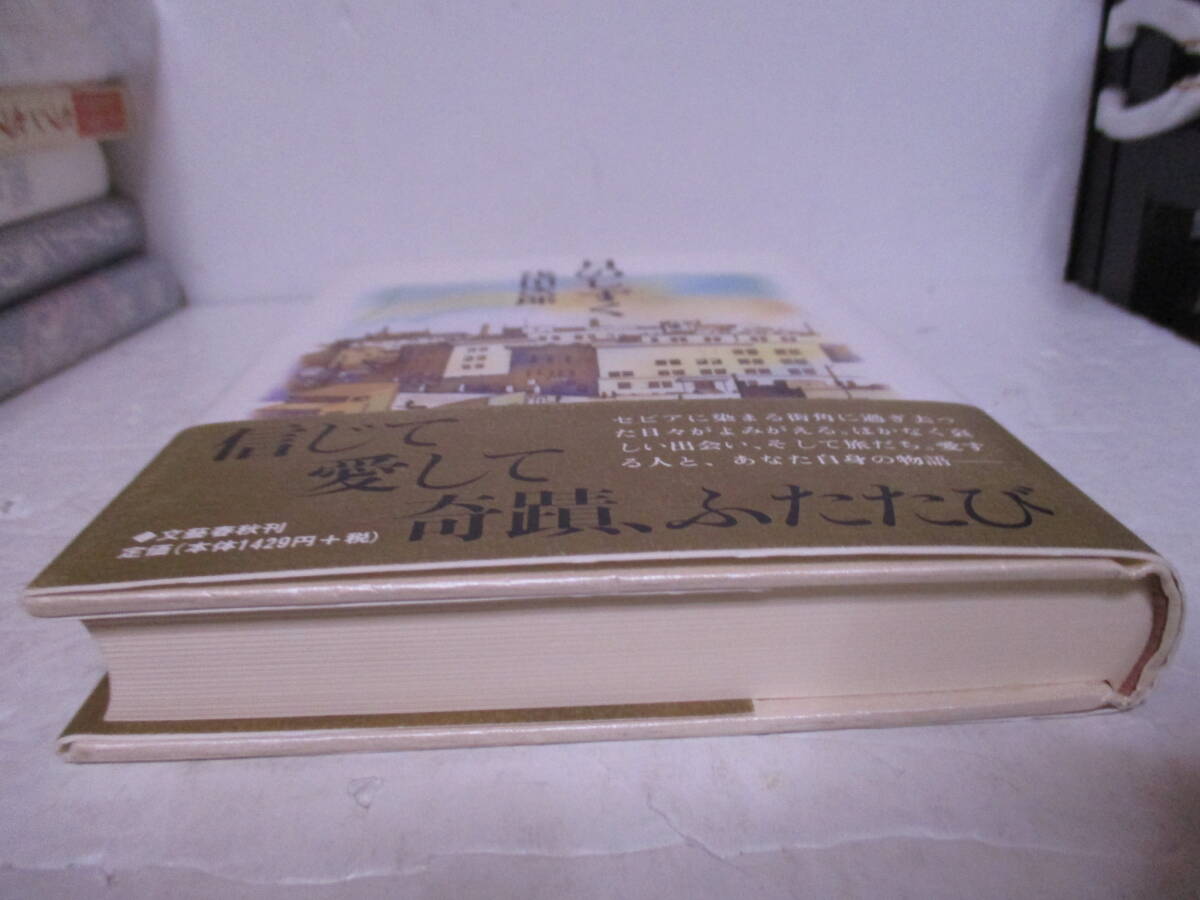 信じて
愛して
奇蹟、ふたたび
セピアに染まる街角に過ぎ去っ
た日々がよみがえる。はかなく哀
しい出会い、そして旅だち。愛す
る人と、あなた自身の物語——
◆文藝春秋刊
定価(本体1429円+税)